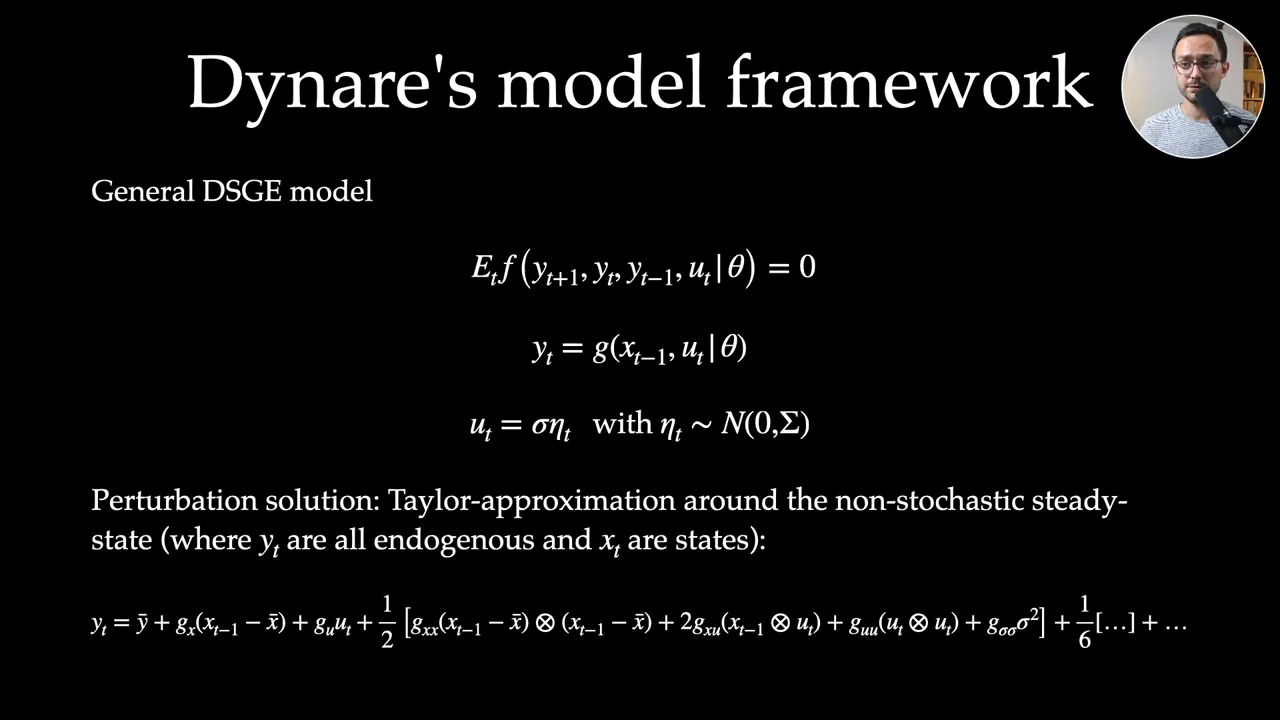 Dynare's model framework
General DSGE model
E_t f(y_{t+1}, y_t, y_{t−1}, u_t | θ) = 0
y_t = g(x_{t−1}, u_t | θ)
u_t = ση_t with η_t ∼ N(0,Σ)
Perturbation solution: Taylor-approximation around the non-stochastic steady-
state (where y_t are all endogenous and x_t are states):
y_t = ȳ + g_x(x_{t−1} − x̄) + g_u u_t + 1/2 [g_{xx}(x_{t−1} − x̄) ⊗ (x_{t−1} − x̄) + 2g_{xu}(x_{t−1} ⊗ u_t) + g_{uu}(u_t ⊗ u_t) + g_{σσ}σ²] + 1/6 […] + …